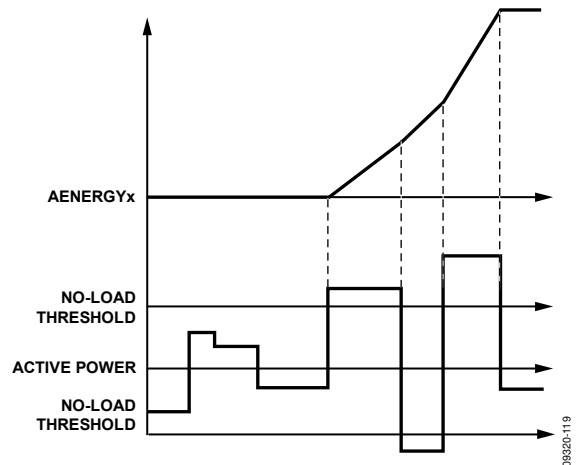 AENERGYx
NO-LOAD
THRESHOLD
ACTIVE POWER
NO-LOAD
THRESHOLD
09320-119